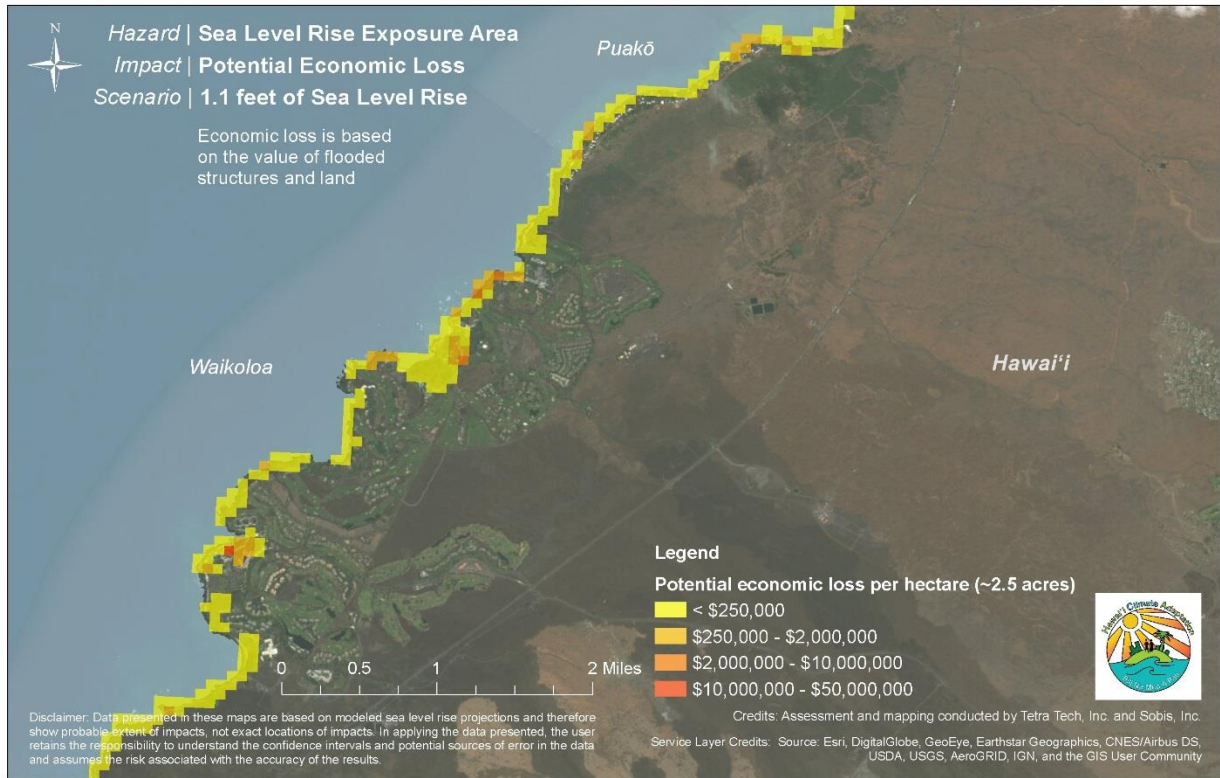 N
Hazard | Sea Level Rise Exposure Area
Impact | Potential Economic Loss
Scenario | 1.1 feet of Sea Level Rise
Economic loss is based
on the value of flooded
structures and land
Puakō
Waikoloa
Hawaiʻi
Legend
Potential economic loss per hectare (~2.5 acres)
< $250,000
$250,000 - $2,000,000
$2,000,000 - $10,000,000
$10,000,000 - $50,000,000
0 0.5 1 2 Miles
Hawaiʻi Climate Adaptation
Disclaimer: Data presented in these maps are based on modeled sea level rise projections and therefore
show probable extent of impacts, not exact locations of impacts. In applying the data presented, the user
retains the responsibility to understand the confidence intervals and potential sources of error in the data
and assumes the risk associated with the accuracy of the results.
Credits: Assessment and mapping conducted by Tetra Tech, Inc. and Sobis, Inc.
Service Layer Credits: Source: Esri, DigitalGlobe, GeoEye, Earthstar Geographics, CNES/Airbus DS,
USDA, USGS, AeroGRID, IGN, and the GIS User Community